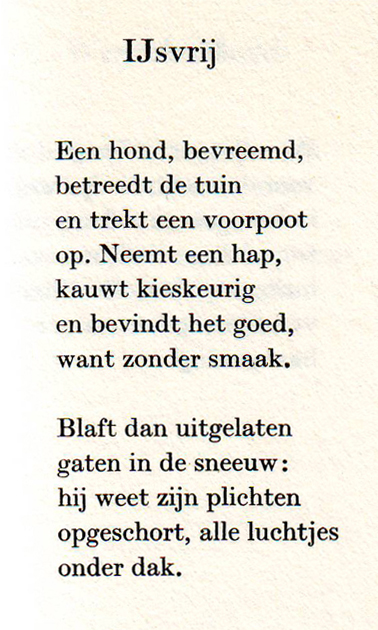 IJsvrij
Een hond, bevreemd,
betreedt de tuin
en trekt een voorpoot
op. Neemt een hap,
kauwt kieskeurig
en bevindt het goed,
want zonder smaak.
Blaft dan uitgelaten
gaten in de sneeuw:
hij weet zijn plichten
opgeschort, alle luchtjes
onder dak.